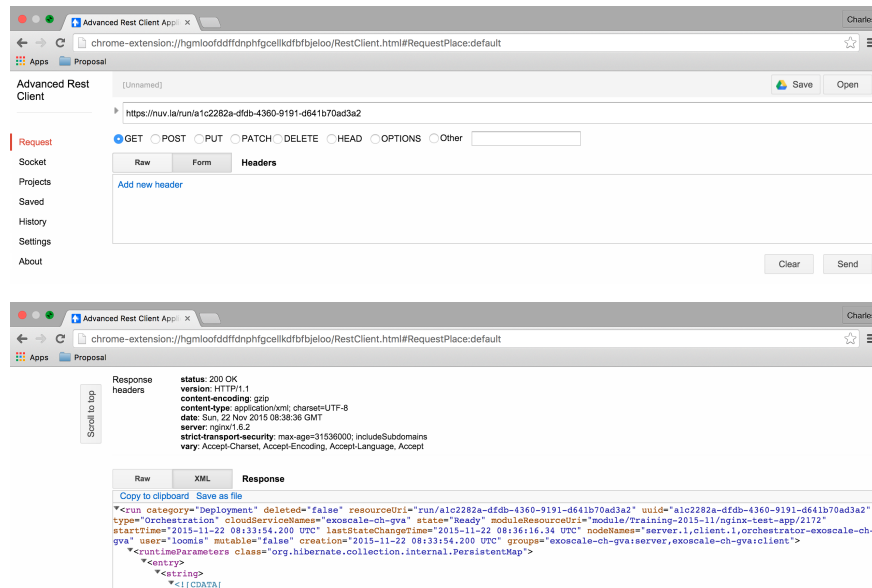 Advanced Rest Client Appli ×
Charles
chrome-extension://hgmloofddffdnphfgcellkdfbfbjeloo/RestClient.html#RequestPlace:default
Apps Proposal
Advanced Rest
Client
[Unnamed]
Save Open
https://nuv.la/run/a1c2282a-dfdb-4360-9191-d641b70ad3a2
Request
GET POST PUT PATCH DELETE HEAD OPTIONS Other
Socket
Raw Form Headers
Projects
Add new header
Saved
History
Settings
About
Clear Send
Advanced Rest Client Appli ×
Charles
chrome-extension://hgmloofddffdnphfgcellkdfbfbjeloo/RestClient.html#RequestPlace:default
Apps Proposal
Scroll to top
Response
headers
status: 200 OK
version: HTTP/1.1
content-encoding: gzip
content-type: application/xml; charset=UTF-8
date: Sun, 22 Nov 2015 08:38:36 GMT
server: nginx/1.6.2
strict-transport-security: max-age=31536000; includeSubdomains
vary: Accept-Charset, Accept-Encoding, Accept-Language, Accept
Raw XML Response
Copy to clipboard Save as file
<run category="Deployment" deleted="false" resourceUri="run/a1c2282a-dfdb-4360-9191-d641b70ad3a2" uuid="a1c2282a-dfdb-4360-9191-d641b70ad3a2"
type="Orchestration" cloudServiceNames="exoscale-ch-gva" state="Ready" moduleResourceUri="module/Training-2015-11/nginx-test-app/2172"
startTime="2015-11-22 08:33:54.200 UTC" lastStateChangeTime="2015-11-22 08:36:16.34 UTC" nodeNames="server.1,client.1,orchestrator-exoscale-ch-
gva" user="loomis" mutable="false" creation="2015-11-22 08:33:54.200 UTC" groups="exoscale-ch-gva:server,exoscale-ch-gva:client">
<runtimeParameters class="org.hibernate.collection.internal.PersistentMap">
<entry>
<string>
<![CDATA[